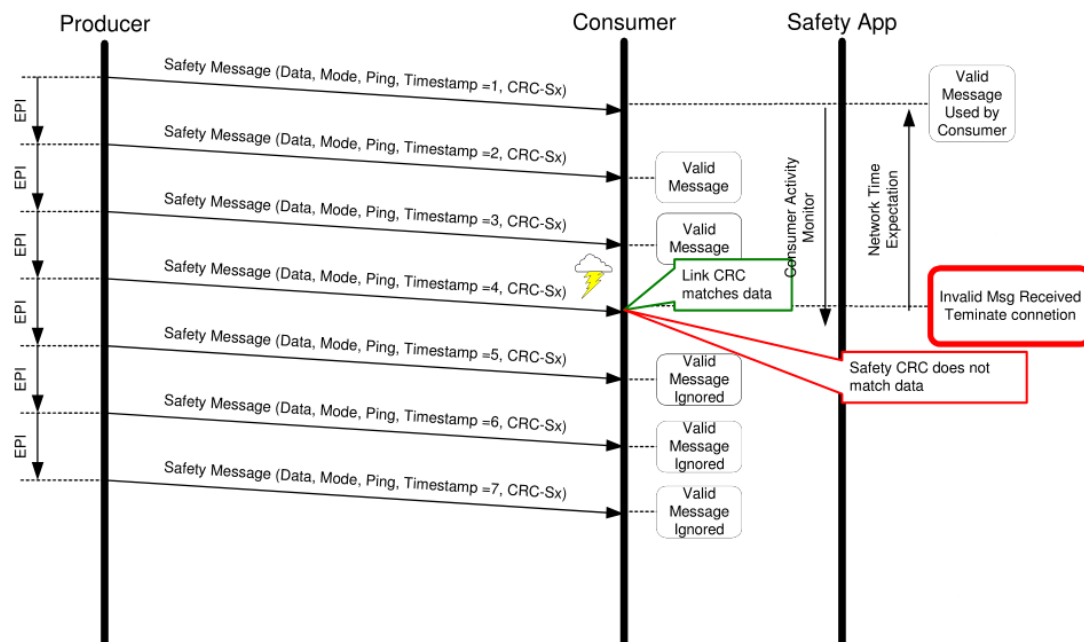 Producer
Consumer
Safety App
EPI
Safety Message (Data, Mode, Ping, Timestamp =1, CRC-Sx)
Valid
Message
Used by
Consumer
EPI
Safety Message (Data, Mode, Ping, Timestamp =2, CRC-Sx)
Valid
Message
EPI
Safety Message (Data, Mode, Ping, Timestamp =3, CRC-Sx)
Valid
Message
Consumer Activity
Monitor
Network Time
Expectation
EPI
Safety Message (Data, Mode, Ping, Timestamp =4, CRC-Sx)
Link CRC
matches data
Invalid Msg Received
Teminate connetion
EPI
Safety Message (Data, Mode, Ping, Timestamp =5, CRC-Sx)
Valid
Message
Ignored
Safety CRC does not
match data
EPI
Safety Message (Data, Mode, Ping, Timestamp =6, CRC-Sx)
Valid
Message
Ignored
Safety Message (Data, Mode, Ping, Timestamp =7, CRC-Sx)
Valid
Message
Ignored